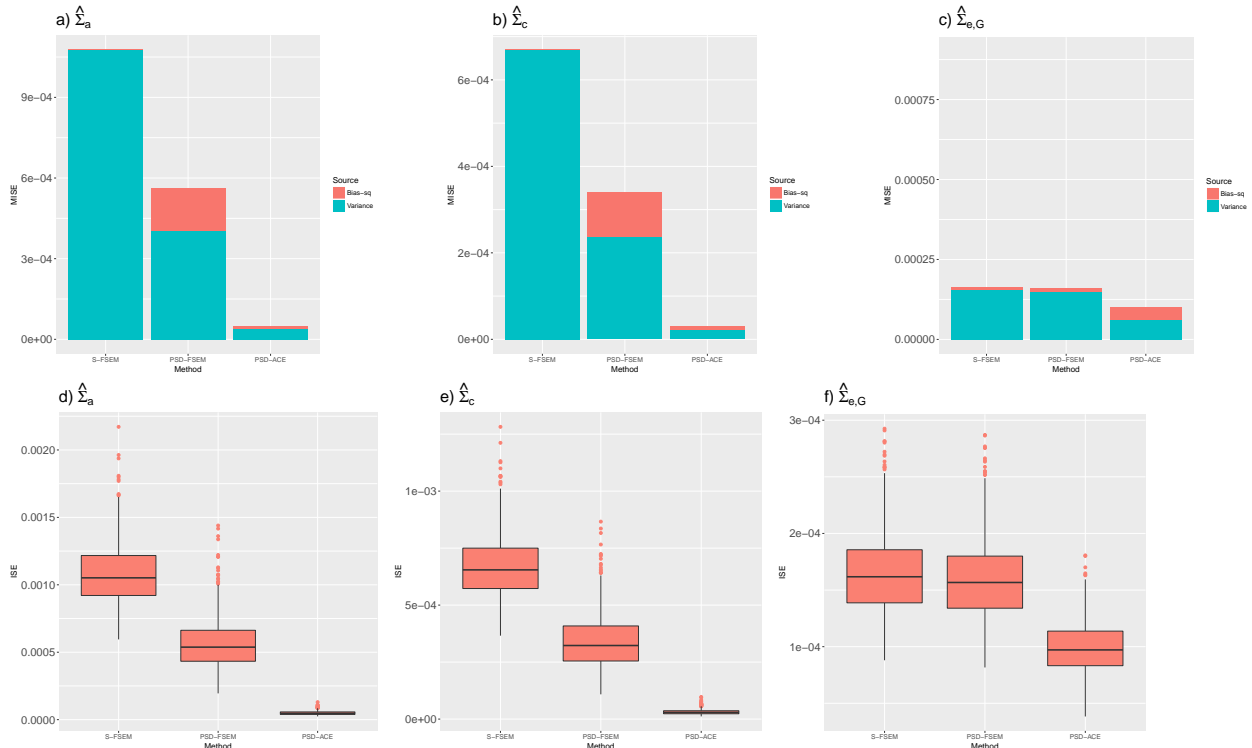 a) Σ̂a
MISE
9e−04
6e−04
3e−04
0e+00
S−FSEM PSD−FSEM PSD−ACE
Method
Source
Bias−sq
Variance
b) Σ̂c
MISE
6e−04
4e−04
2e−04
0e+00
S−FSEM PSD−FSEM PSD−ACE
Method
Source
Bias−sq
Variance
c) Σ̂e,G
MISE
0.00075
0.00050
0.00025
0.00000
S−FSEM PSD−FSEM PSD−ACE
Method
Source
Bias−sq
Variance
d) Σ̂a
ISE
0.0020
0.0015
0.0010
0.0005
0.0000
S−FSEM PSD−FSEM PSD−ACE
Method
e) Σ̂c
ISE
1e−03
5e−04
0e+00
S−FSEM PSD−FSEM PSD−ACE
Method
f) Σ̂e,G
ISE
3e−04
2e−04
1e−04
S−FSEM PSD−FSEM PSD−ACE
Method